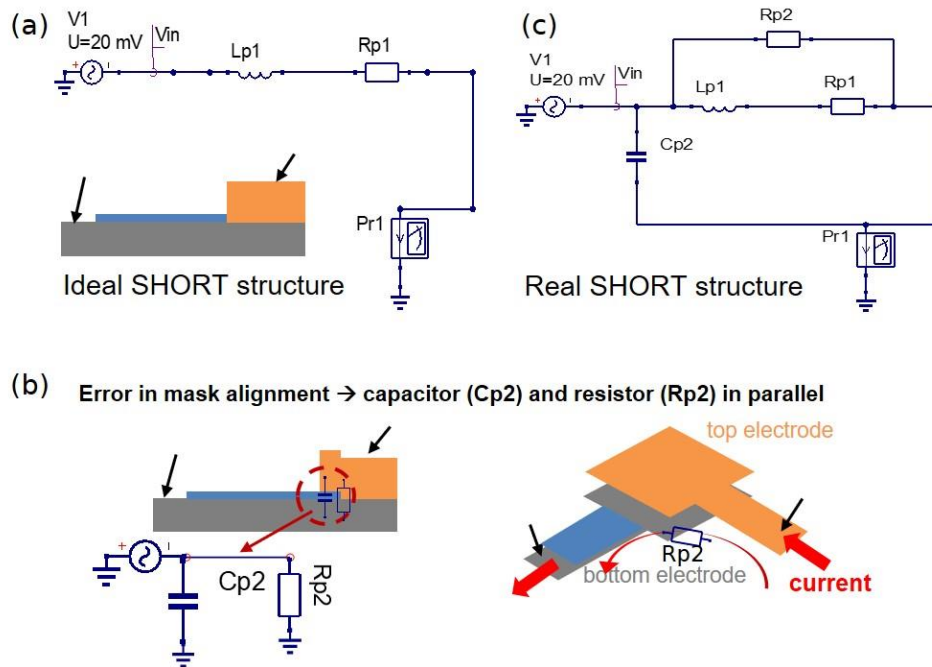 (a)
V1
U=20 mV
Vin
Lp1
Rp1
Pr1
Ideal SHORT structure
(c)
Rp2
V1
U=20 mV
Vin
Lp1
Rp1
Cp2
Pr1
Real SHORT structure
(b)
Error in mask alignment → capacitor (Cp2) and resistor (Rp2) in parallel
top electrode
Rp2
bottom electrode
current
Cp2
Rp2